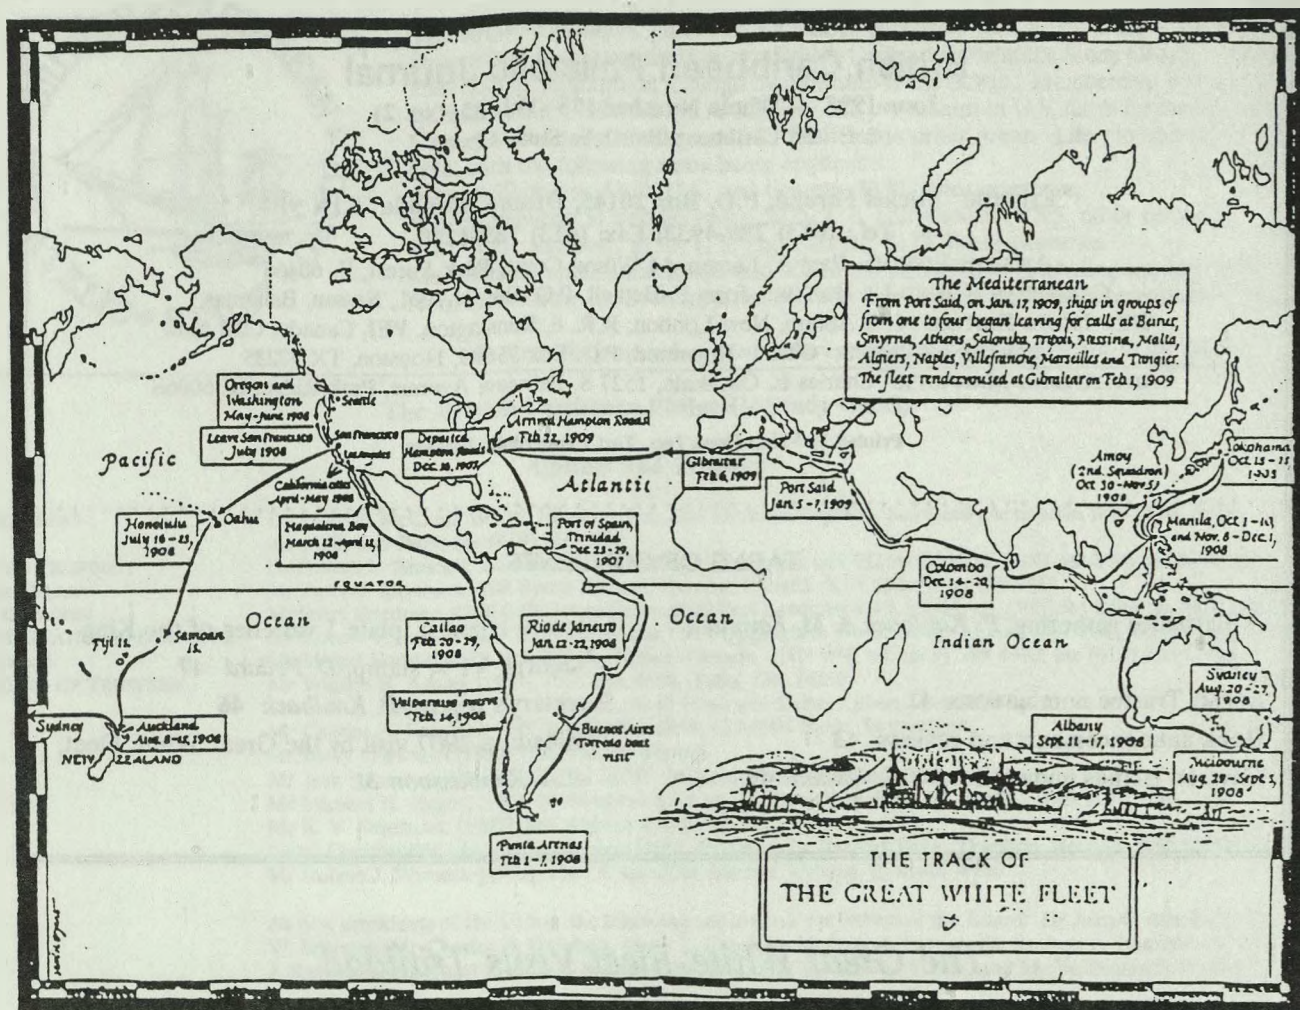 The Mediterranean
From Port Said, on Jan. 17, 1909, ships in groups of
from one to four began leaving for calls at Beirut,
Smyrna, Athens, Salonika, Tripoli, Messina, Malta,
Algiers, Naples, Villefranche, Marseilles and Tangier.
The fleet rendezvoused at Gibraltar on Feb 1, 1909
Oregon and
Washington
May-June 1908
Seattle
Leave San Francisco
July 1908
San Francisco
Los Angeles
California cities
April-May 1908
Departed
Hampton Roads
Dec. 16, 1907
Arrived Hampton Roads
Feb 22, 1909
Pacific
Atlantic
Gibraltar
Feb 6, 1909
Port Said
Jan. 5-7, 1909
Amoy
(2nd. Squadron)
Oct 30-Nov 5)
1908
Yokohama
Oct. 18-25
Honolulu
July 16-23,
1908
Oahu
Magdalena Bay
March 12-April 11,
1908
Port of Spain,
Trinidad
Dec 23-29,
1907
Manila, Oct. 1-10,
and Nov. 8-Dec. 1,
1908
Colombo
Dec. 14-20,
1908
EQUATOR
Ocean
Fiji Is.
Samoan
Is.
Callao
Feb 20-29,
1908
Rio de Janeiro
Jan. 12-22, 1908
Ocean
Indian Ocean
Sydney
Aug. 20-27,
1908
Valparaiso
Feb. 14, 1908
Buenos Aires
Torpedo boat
visit
Sydney
Auckland
Aug. 8-15, 1908
NEW ZEALAND
Albany
Sept. 11-17, 1908
Melbourne
Aug. 29-Sept 5,
1908
Punta Arenas
Feb. 1-7, 1908
THE TRACK OF
THE GREAT WHITE FLEET